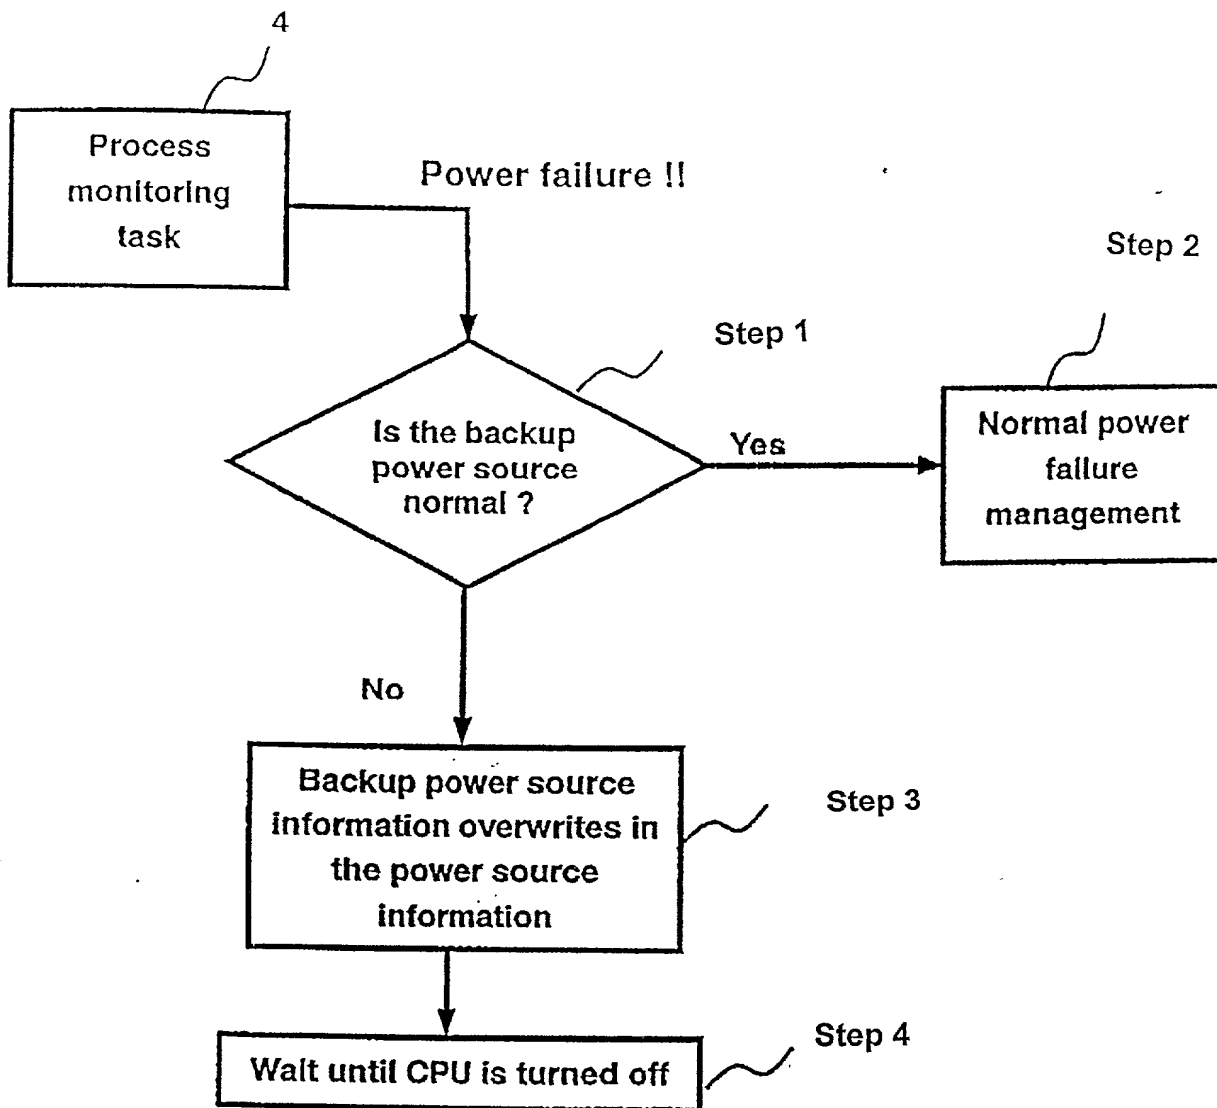 4
Process
monitoring
task
Power failure !!
Step 2
Step 1
Is the backup
power source
normal ?
Yes
Normal power
failure
management
No
Backup power source
information overwrites in
the power source
information
Step 3
Step 4
Wait until CPU is turned off